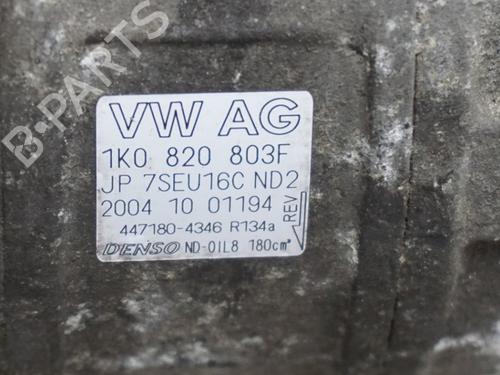 B-PARTS
VW AG
1K0 820 803F
JP 7SEU16C ND2
2004 10 01194
REV
447180-4346 R134a
DENSO ND-OIL8 180cm³